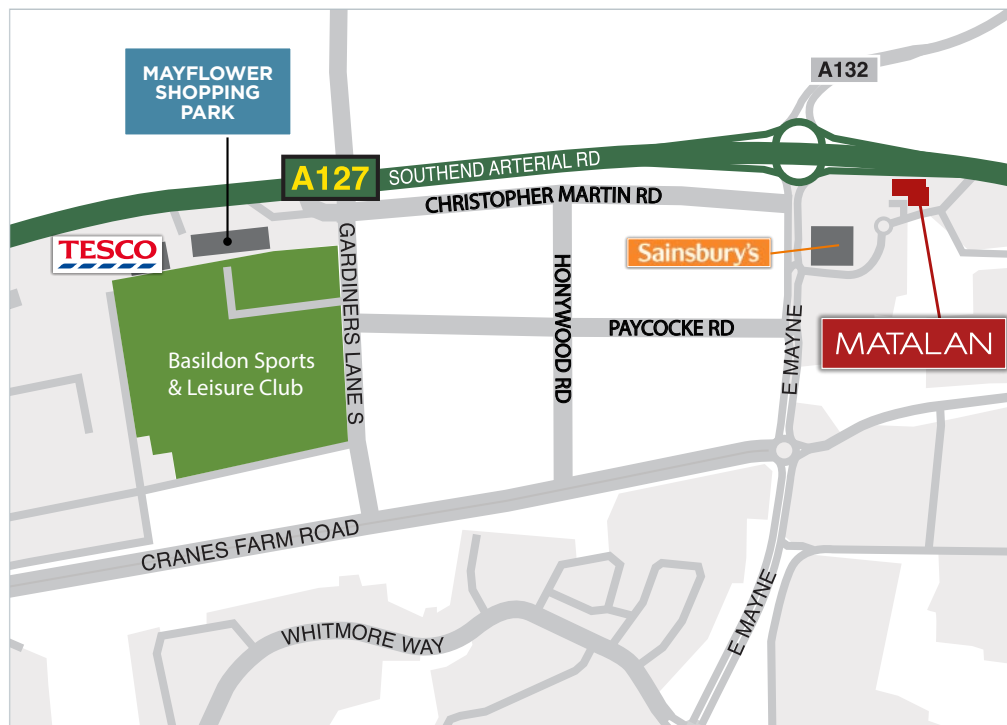 A132
MAYFLOWER
SHOPPING
PARK
A127
SOUTHEND ARTERIAL RD
CHRISTOPHER MARTIN RD
TESCO
Sainsbury's
GARDINERS LANE S
HONYWOOD RD
PAYCOCKE RD
E MAYNE
MATALAN
Basildon Sports
& Leisure Club
CRANES FARM ROAD
WHITMORE WAY
E MAYNE